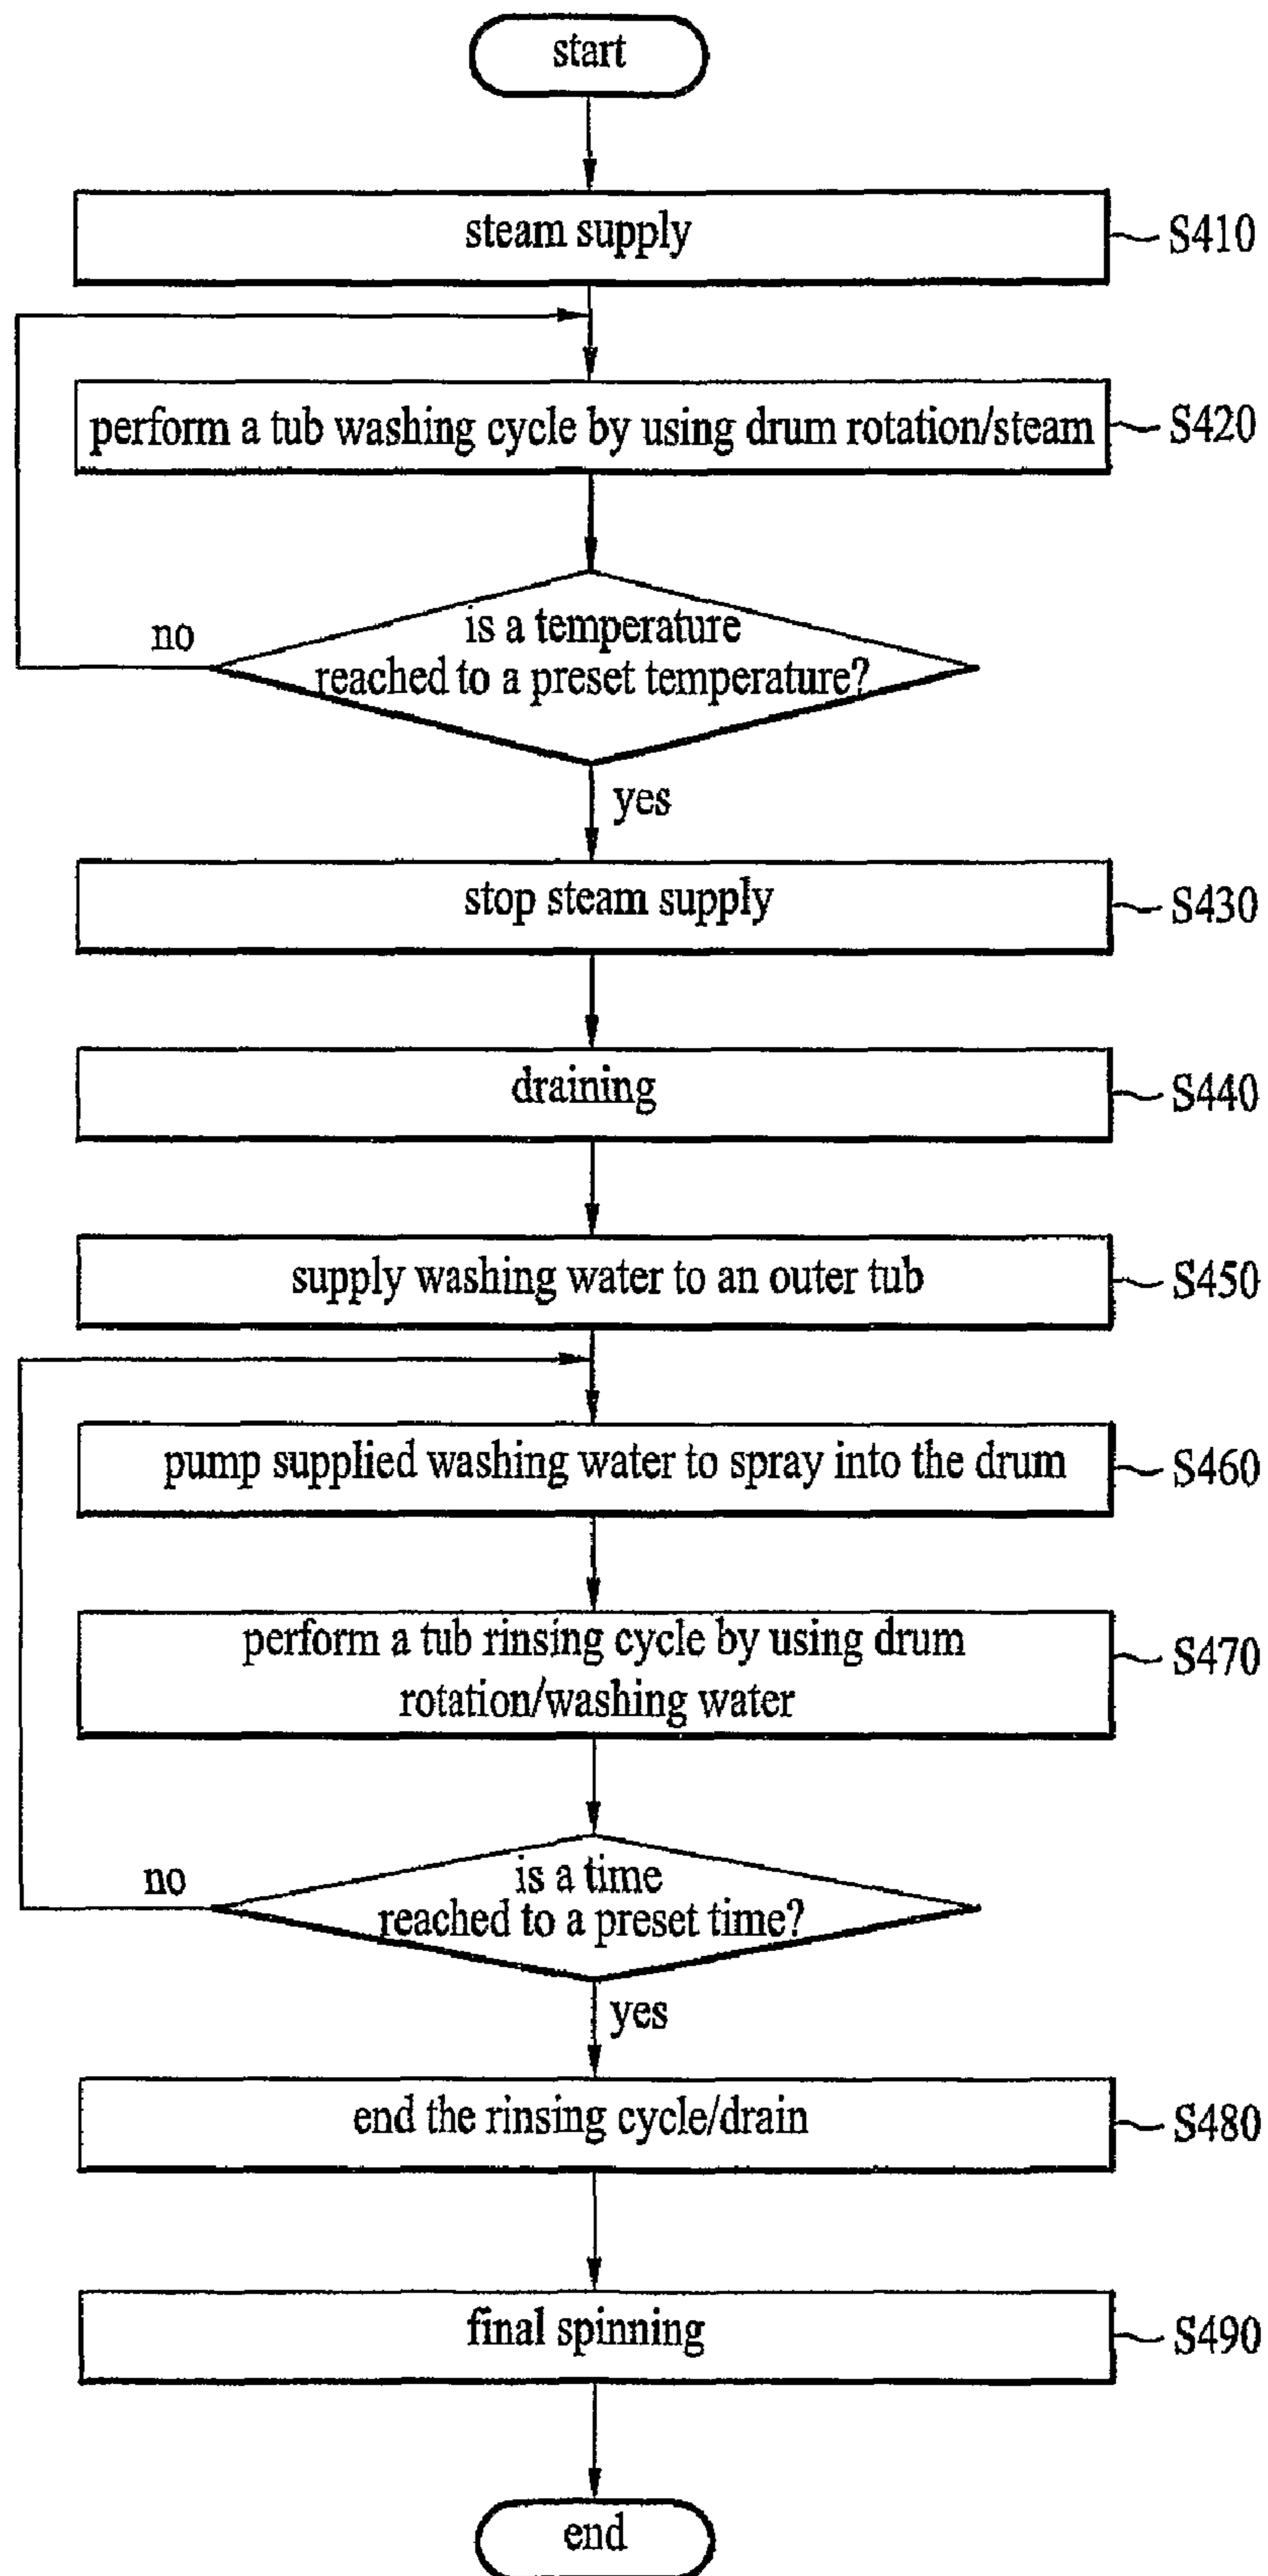 start
steam supply
S410
perform a tub washing cycle by using drum rotation/steam
S420
is a temperature
reached to a preset temperature?
no
yes
stop steam supply
S430
draining
S440
supply washing water to an outer tub
S450
pump supplied washing water to spray into the drum
S460
perform a tub rinsing cycle by using drum
rotation/washing water
S470
is a time
reached to a preset time?
no
yes
end the rinsing cycle/drain
S480
final spinning
S490
end